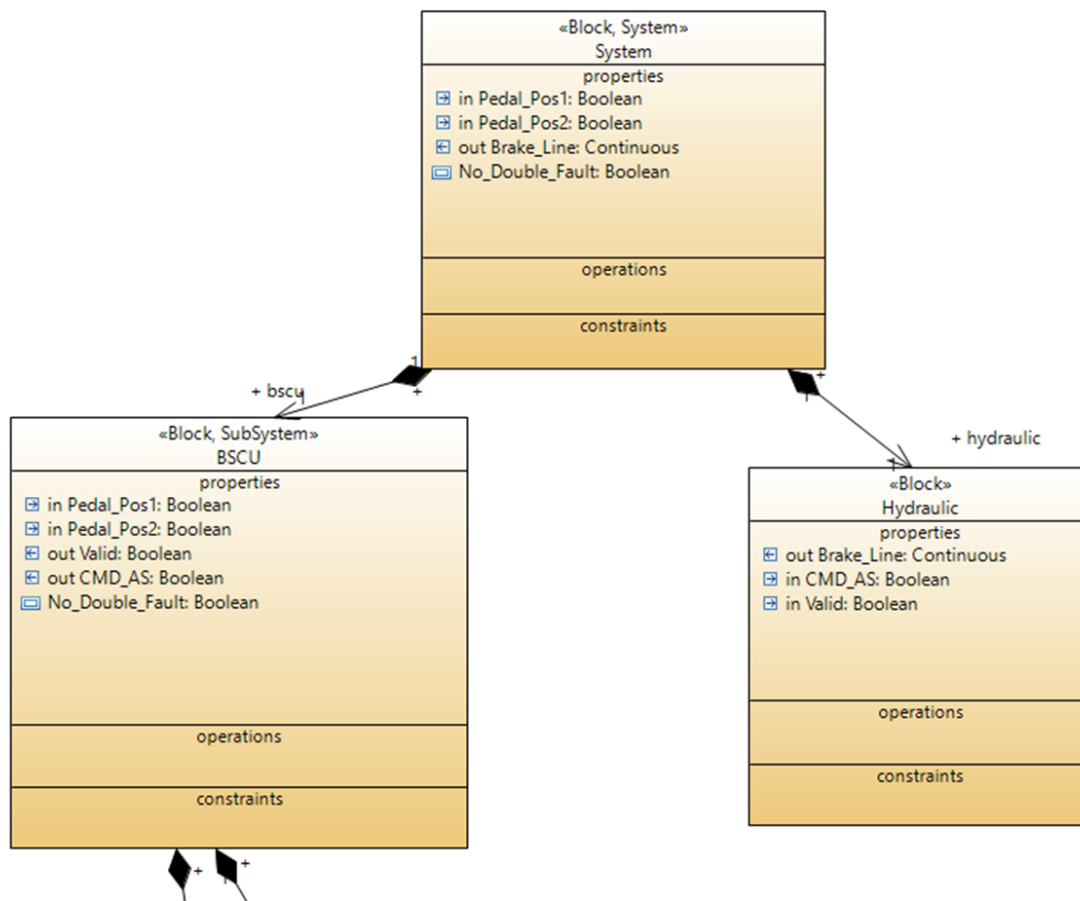 «Block, System»
System
properties
in Pedal_Pos1: Boolean
in Pedal_Pos2: Boolean
out Brake_Line: Continuous
No_Double_Fault: Boolean
operations
constraints
1
+
+ bscu
1
+
1
+ hydraulic
1
«Block, SubSystem»
BSCU
properties
in Pedal_Pos1: Boolean
in Pedal_Pos2: Boolean
out Valid: Boolean
out CMD_AS: Boolean
No_Double_Fault: Boolean
operations
constraints
+
+
«Block»
Hydraulic
properties
out Brake_Line: Continuous
in CMD_AS: Boolean
in Valid: Boolean
operations
constraints